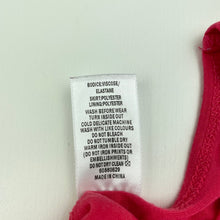 BODICE:VISCOSE/
ELASTANE
SKIRT:POLYESTER
LINING:POLYESTER
WASH BEFORE WEAR
TURN INSIDE OUT
COLD DELICATE MACHINE
WASH WITH LIKE COLOURS
DO NOT BLEACH
DO NOT TUMBLE DRY
WARM IRON INSIDE OUT
(DO NOT IRON PRINTS OR
EMBELLISHMENTS)
DO NOT DRY CLEAN
MADE IN CHINA